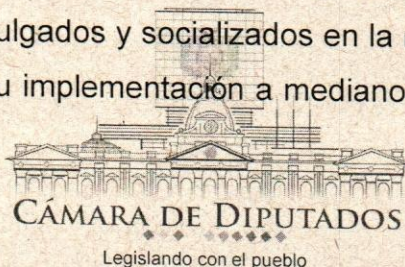 ulgados y socializados en la
u implementación a mediano
CÁMARA DE DIPUTADOS
Legislando con el pueblo